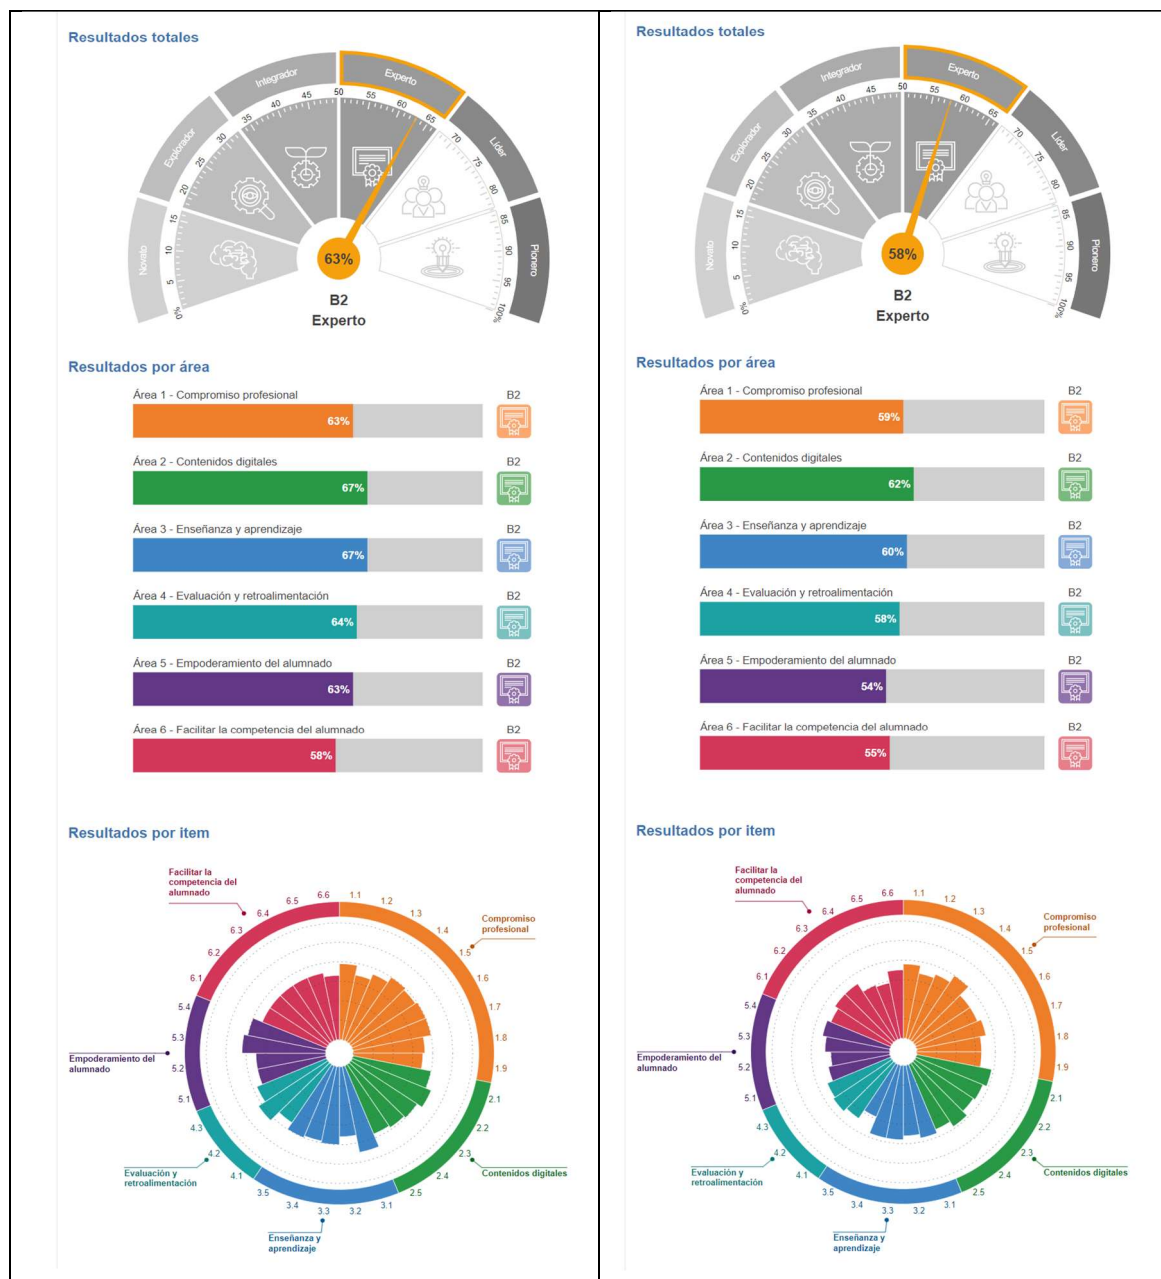 Resultados totales
Novato
Explorador
Integrador
Experto
Líder
Pionero
%0
5
10
15
20
25
30
35
40
45
50
55
60
65
70
75
80
85
90
95
100%
63%
B2
Experto
Resultados por área
Área 1 - Compromiso profesional
B2
63%
Área 2 - Contenidos digitales
B2
67%
Área 3 - Enseñanza y aprendizaje
B2
67%
Área 4 - Evaluación y retroalimentación
B2
64%
Área 5 - Empoderamiento del alumnado
B2
63%
Área 6 - Facilitar la competencia del alumnado
B2
58%
Resultados por item
Facilitar la
competencia del
alumnado
Compromiso
profesional
Empoderamiento del
alumnado
Evaluación y
retroalimentación
Contenidos digitales
Enseñanza y
aprendizaje
1.1
1.2
1.3
1.4
1.5
1.6
1.7
1.8
1.9
2.1
2.2
2.3
2.4
2.5
3.1
3.2
3.3
3.4
3.5
4.1
4.2
4.3
5.1
5.2
5.3
5.4
6.1
6.2
6.3
6.4
6.5
6.6
Resultados totales
Novato
Explorador
Integrador
Experto
Líder
Pionero
%0
5
10
15
20
25
30
35
40
45
50
55
60
65
70
75
80
85
90
95
100%
58%
B2
Experto
Resultados por área
Área 1 - Compromiso profesional
B2
59%
Área 2 - Contenidos digitales
B2
62%
Área 3 - Enseñanza y aprendizaje
B2
60%
Área 4 - Evaluación y retroalimentación
B2
58%
Área 5 - Empoderamiento del alumnado
B2
54%
Área 6 - Facilitar la competencia del alumnado
B2
55%
Resultados por item
Facilitar la
competencia del
alumnado
Compromiso
profesional
Empoderamiento del
alumnado
Evaluación y
retroalimentación
Contenidos digitales
Enseñanza y
aprendizaje
1.1
1.2
1.3
1.4
1.5
1.6
1.7
1.8
1.9
2.1
2.2
2.3
2.4
2.5
3.1
3.2
3.3
3.4
3.5
4.1
4.2
4.3
5.1
5.2
5.3
5.4
6.1
6.2
6.3
6.4
6.5
6.6